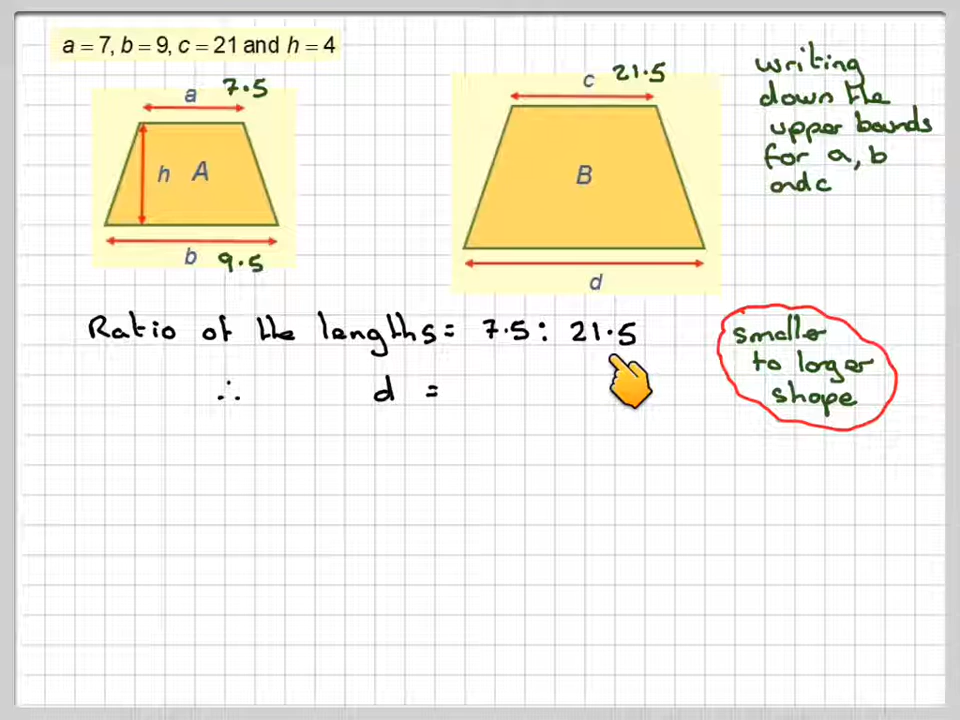 a = 7, b = 9, c = 21 and h = 4
a 7.5
h A
b 9.5
c 21.5
B
d
writing
down the
upper bounds
for a, b
and c
Ratio of the lengths = 7.5 : 21.5
∴ d =
smaller
to larger
shape